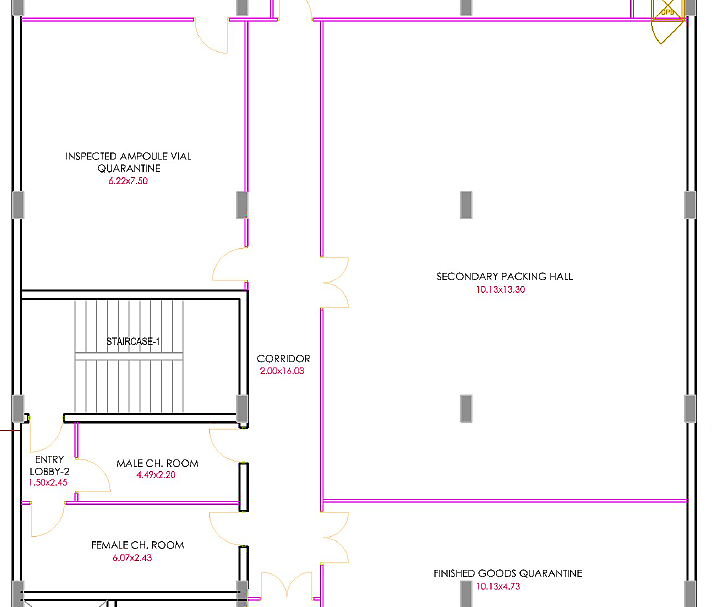 INSPECTED AMPOULE VIAL
QUARANTINE
6.22x7.50
SECONDARY PACKING HALL
10.13x13.30
STAIRCASE-1
CORRIDOR
2.00x16.03
ENTRY
LOBBY-2
1.50x2.45
MALE CH. ROOM
4.49x2.20
FEMALE CH. ROOM
6.07x2.43
FINISHED GOODS QUARANTINE
10.13x4.73